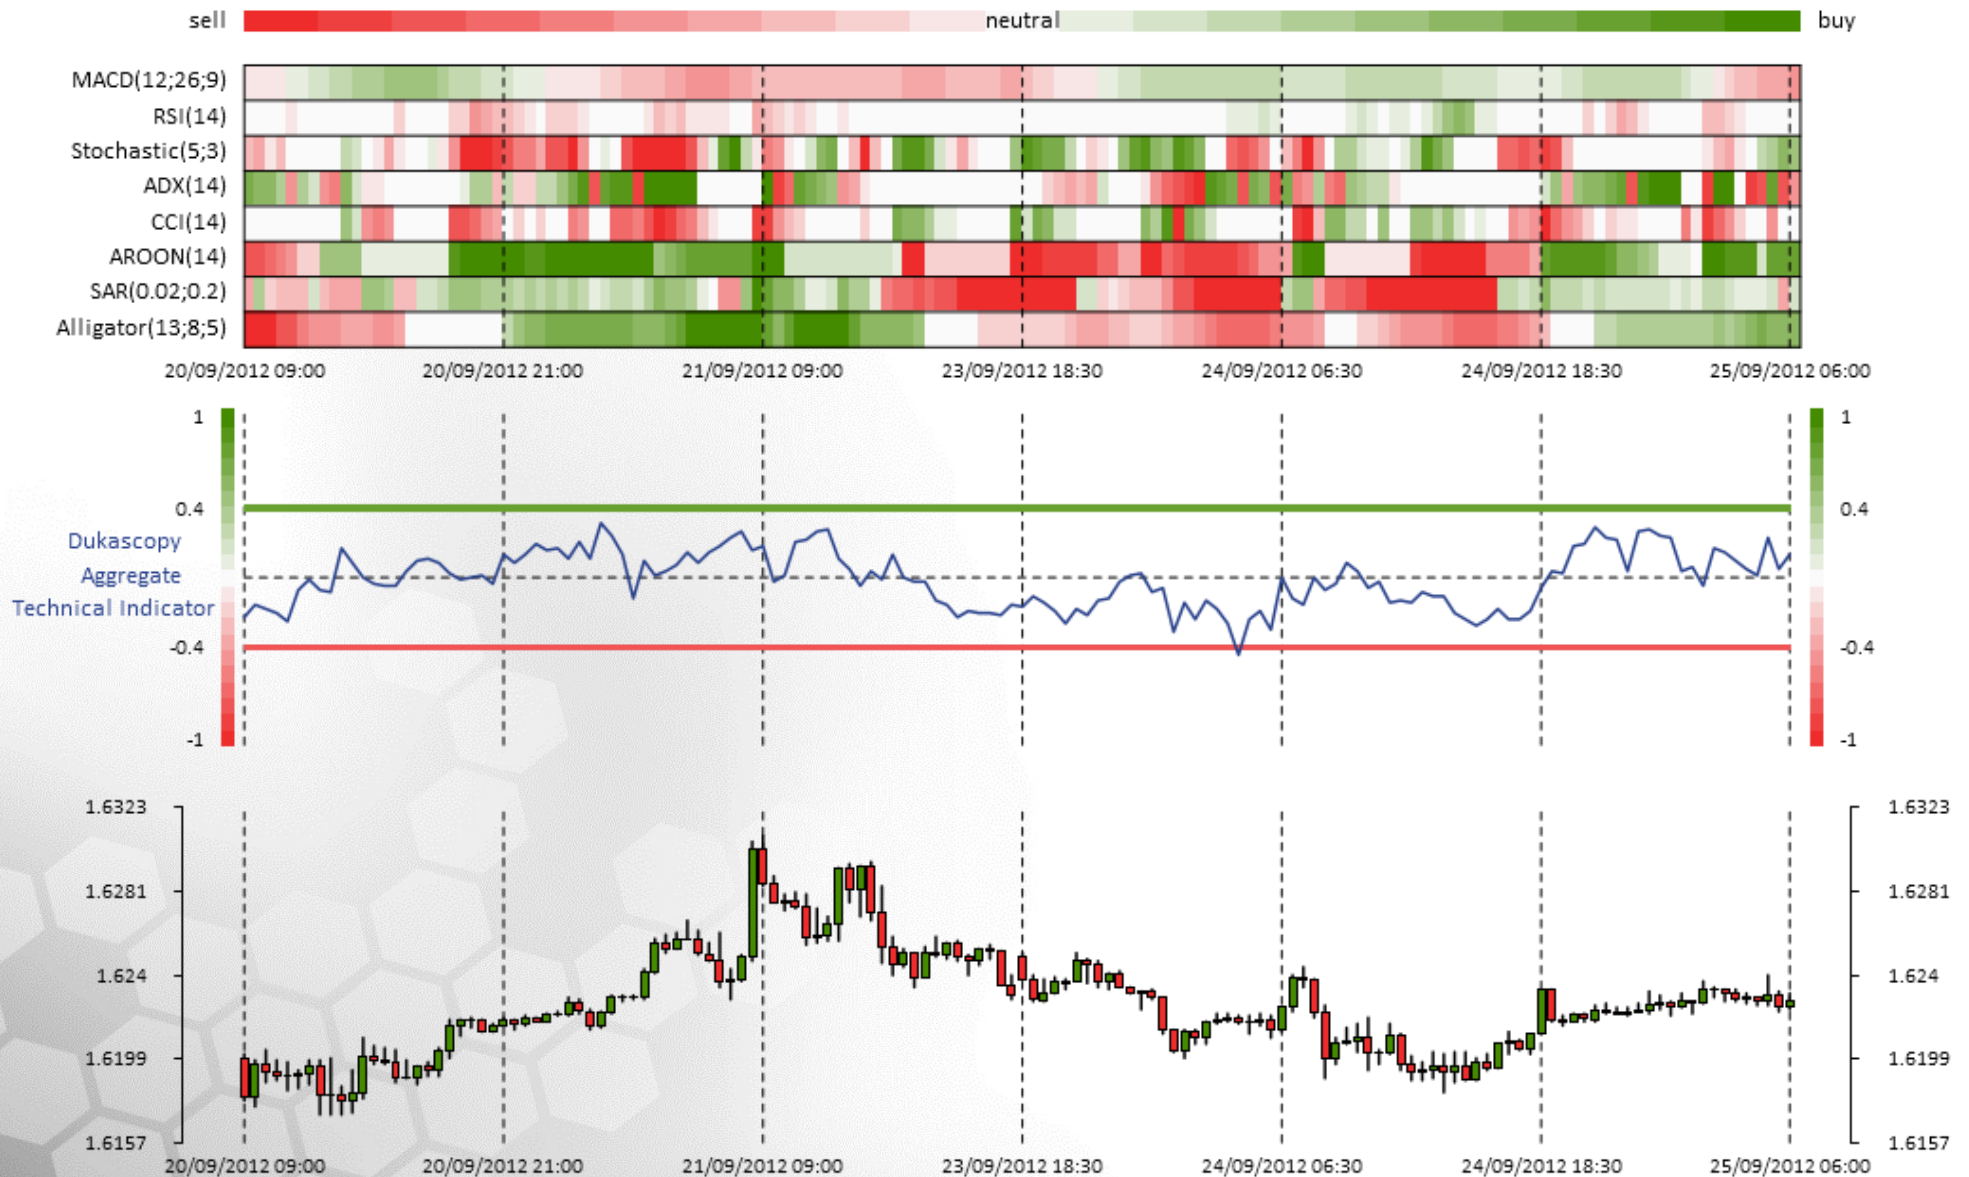 sell neutral buy
MACD(12;26;9)
RSI(14)
Stochastic(5;3)
ADX(14)
CCI(14)
AROON(14)
SAR(0.02;0.2)
Alligator(13;8;5)
20/09/2012 09:00 20/09/2012 21:00 21/09/2012 09:00 23/09/2012 18:30 24/09/2012 06:30 24/09/2012 18:30 25/09/2012 06:00
1 1
0.4 0.4
Dukascopy
Aggregate
Technical Indicator
-0.4 -0.4
-1 -1
1.6323 1.6323
1.6281 1.6281
1.624 1.624
1.6199 1.6199
1.6157 1.6157
20/09/2012 09:00 20/09/2012 21:00 21/09/2012 09:00 23/09/2012 18:30 24/09/2012 06:30 24/09/2012 18:30 25/09/2012 06:00